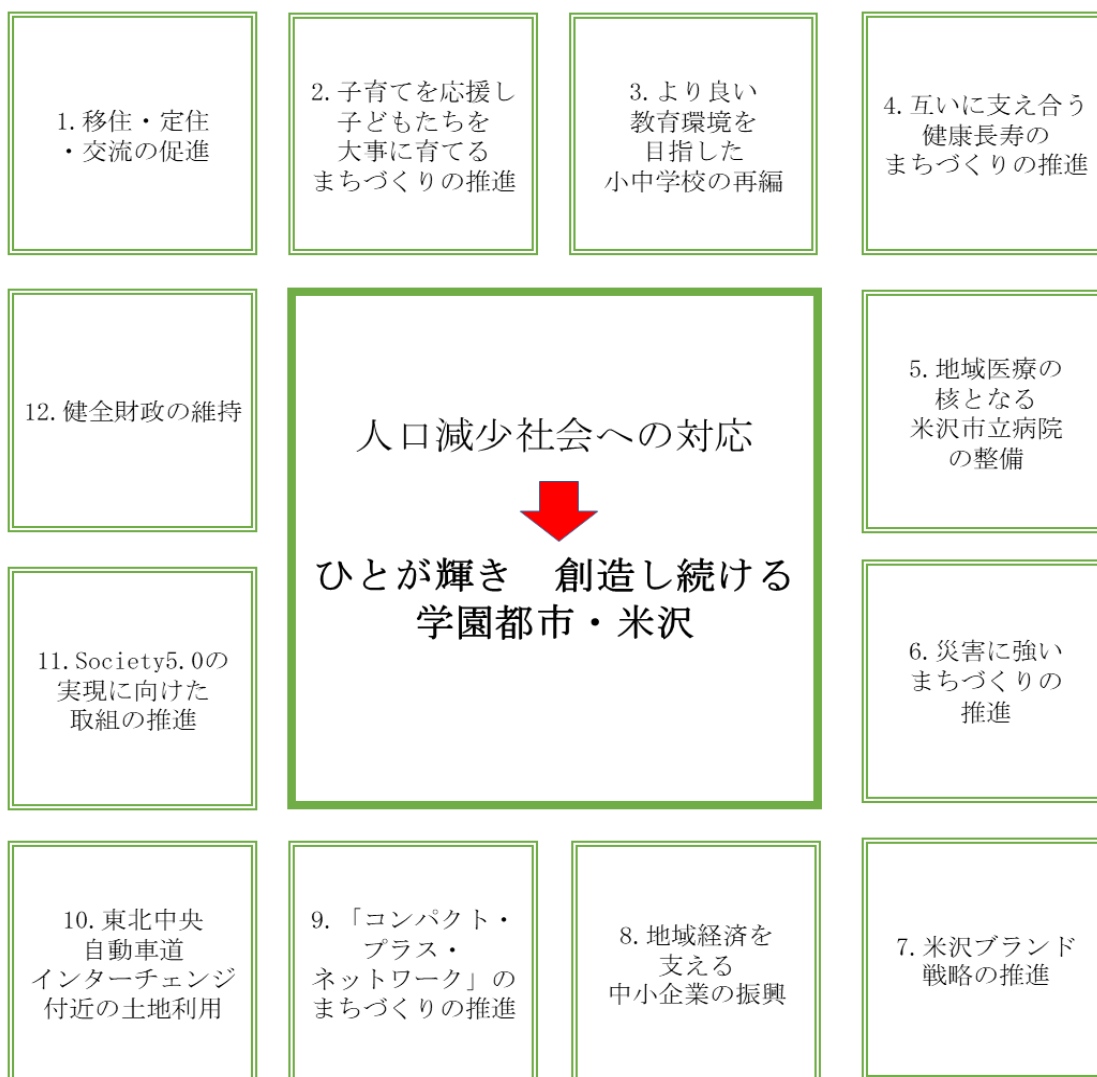 1.移住・定住
・交流の促進
2.子育てを応援し
子どもたちを
大事に育てる
まちづくりの推進
3.より良い
教育環境を
目指した
小中学校の再編
4.互いに支え合う
健康長寿の
まちづくりの推進
12.健全財政の維持
人口減少社会への対応
ひとが輝き　創造し続ける
学園都市・米沢
5.地域医療の
核となる
米沢市立病院
の整備
11.Society5.0の
実現に向けた
取組の推進
6.災害に強い
まちづくりの
推進
10.東北中央
自動車道
インターチェンジ
付近の土地利用
9.「コンパクト・
プラス・
ネットワーク」の
まちづくりの推進
8.地域経済を
支える
中小企業の振興
7.米沢ブランド
戦略の推進